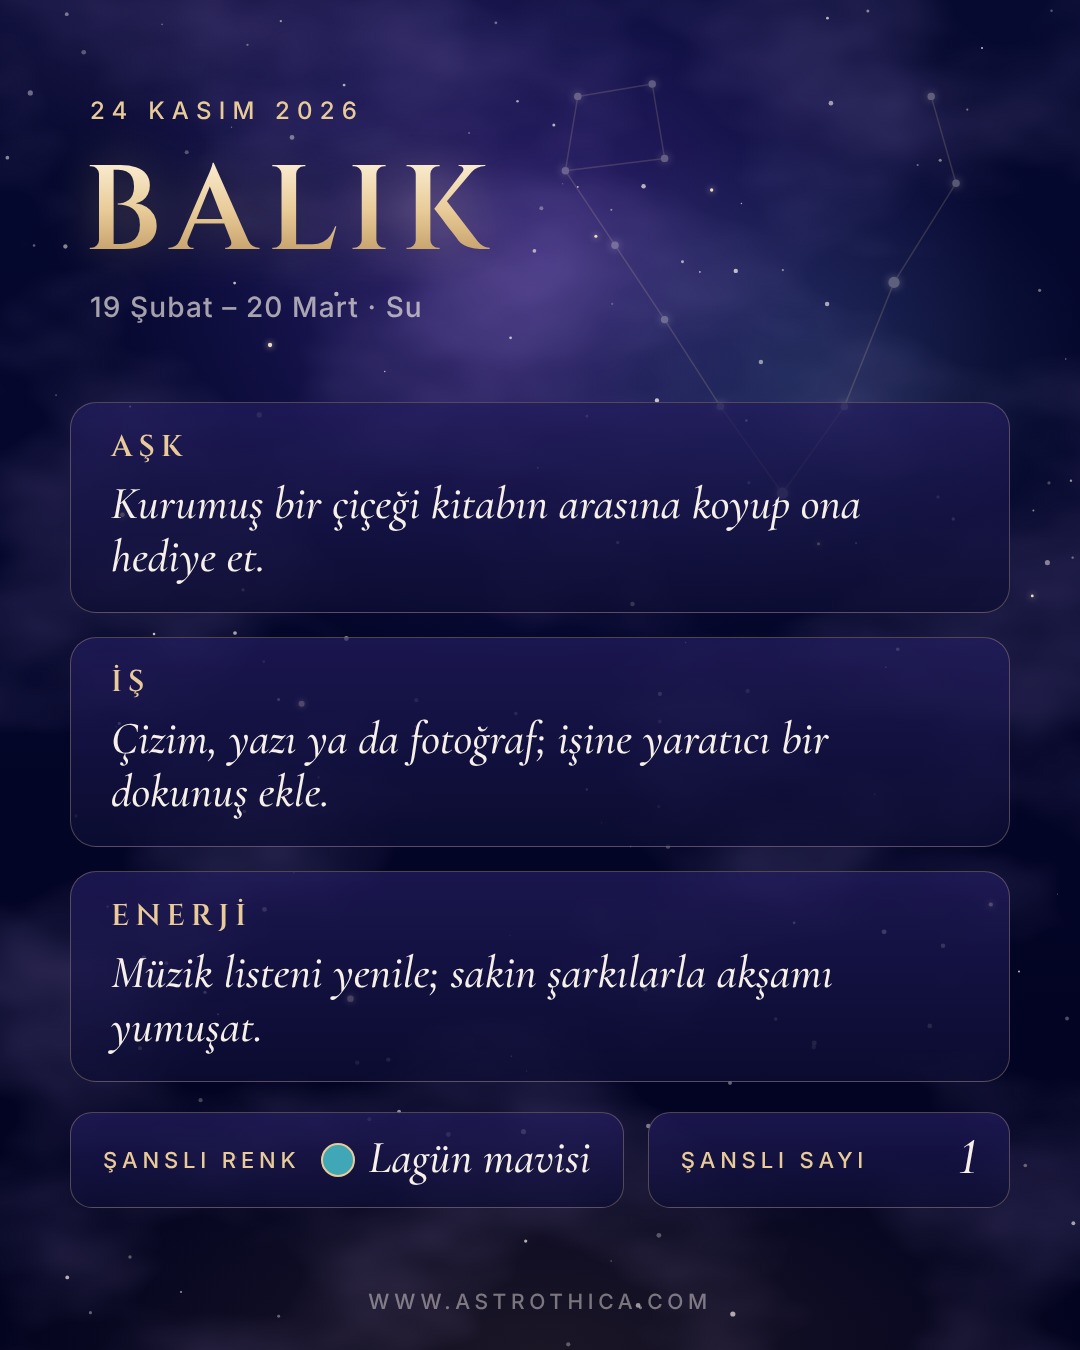 24 KASIM 2026
BALIK
19 Şubat – 20 Mart · Su
AŞK
Kurumuş bir çiçeği kitabın arasına koyup ona
hediye et.
İŞ
Çizim, yazı ya da fotoğraf; işine yaratıcı bir
dokunuş ekle.
ENERJİ
Müzik listeni yenile; sakin şarkılarla akşamı
yumuşat.
ŞANSLI RENK Lagün mavisi
ŞANSLI SAYI 1
WWW.ASTROTHICA.COM